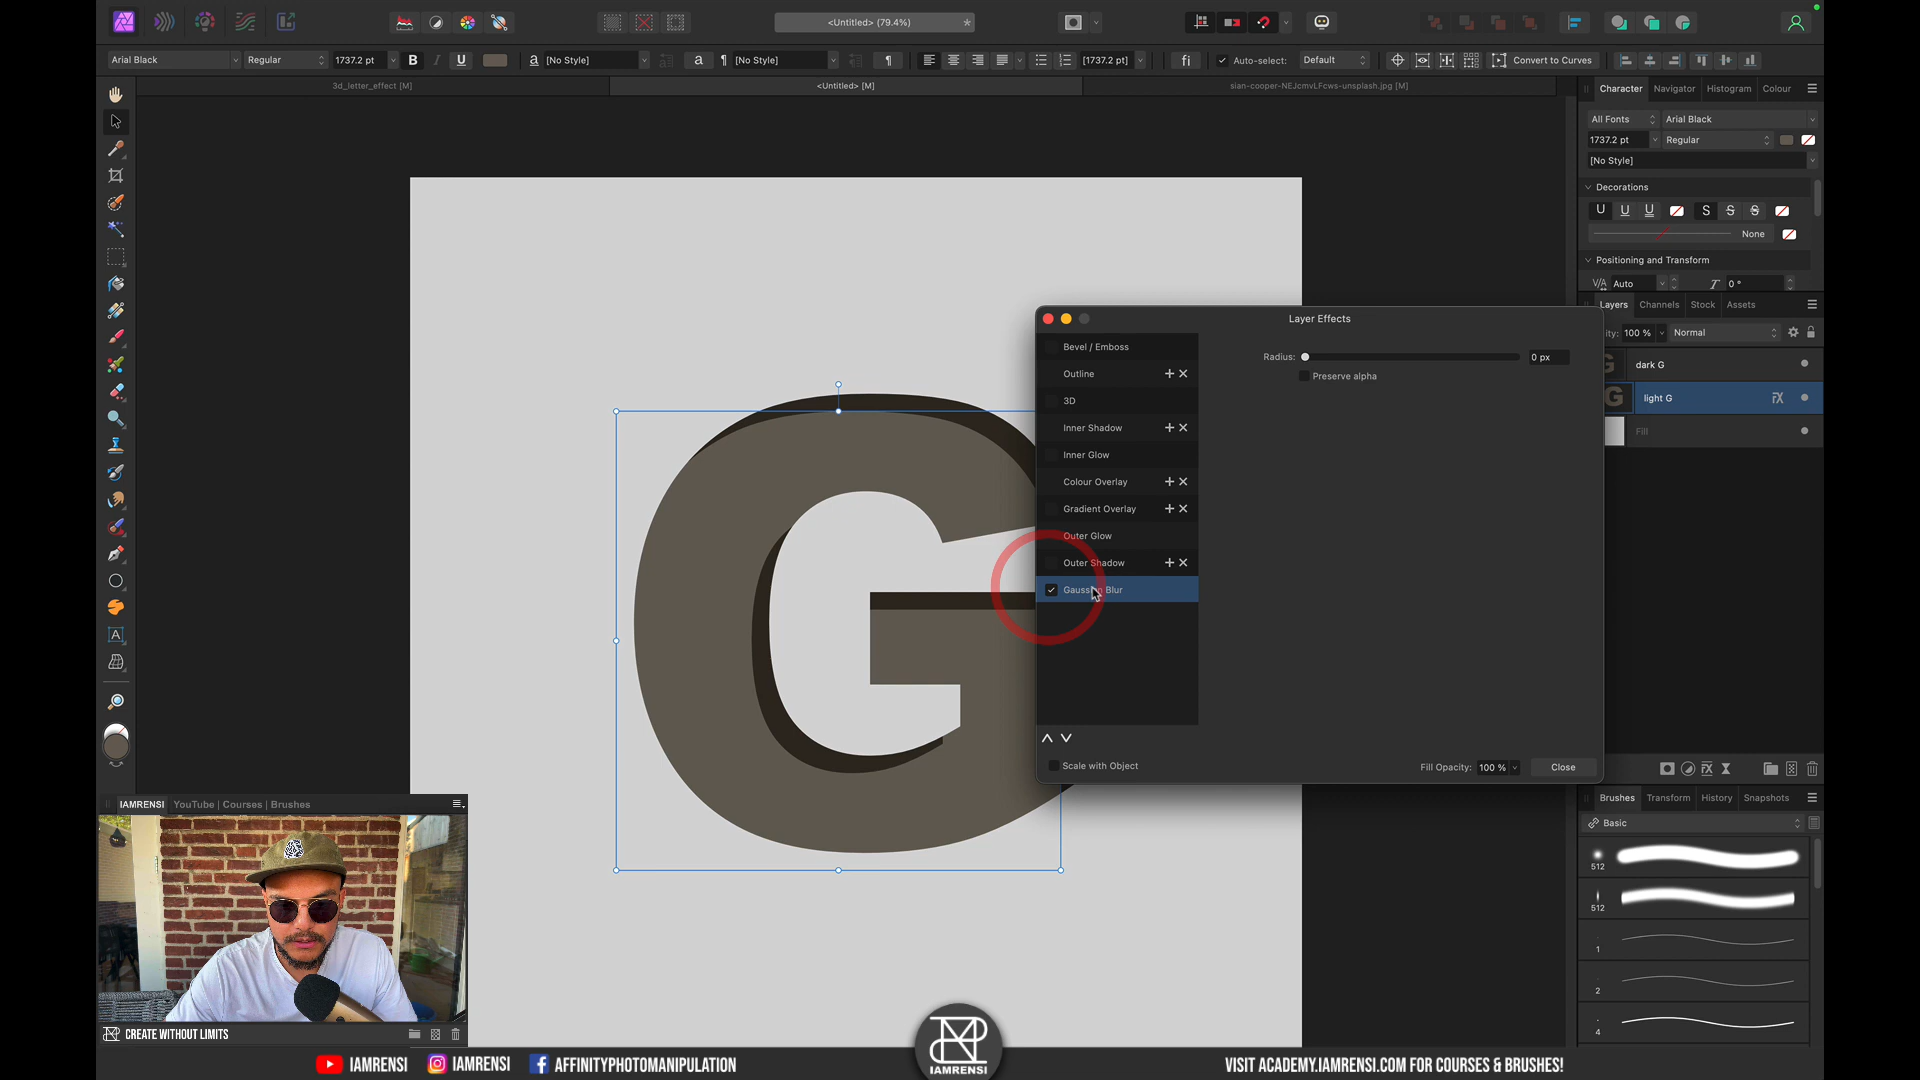 <Untitled> (79.4%)
*
Arial Black
Regular
1737.2 pt
B
I
U
a
[No Style]
a
¶
[No Style]
¶
[1737.2 pt]
fi
Auto-select:
Default
Convert to Curves
3d_letter_effect [M]
<Untitled> [M]
sian-cooper-NEJcmvLFcws-unsplash.jpg [M]
Character
Navigator
Histogram
Colour
All Fonts
Arial Black
1737.2 pt
Regular
[No Style]
Decorations
U
U
U
S
S
S
None
Positioning and Transform
V/A
Auto
T
0 °
Layers
Channels
Stock
Assets
ity:
100 %
Normal
dark G
light G
Fill
Layer Effects
Bevel / Emboss
Outline
3D
Inner Shadow
Inner Glow
Colour Overlay
Gradient Overlay
Outer Glow
Outer Shadow
Gaussian Blur
Radius:
0 px
Preserve alpha
Scale with Object
Fill Opacity:
100 %
Close
G
A
Brushes
Transform
History
Snapshots
Basic
512
512
1
2
4
IAMRENSI
YouTube | Courses | Brushes
CREATE WITHOUT LIMITS
IAMRENSI
IAMRENSI
AFFINITYPHOTOMANIPULATION
IAMRENSI
VISIT ACADEMY.IAMRENSI.COM FOR COURSES & BRUSHES!